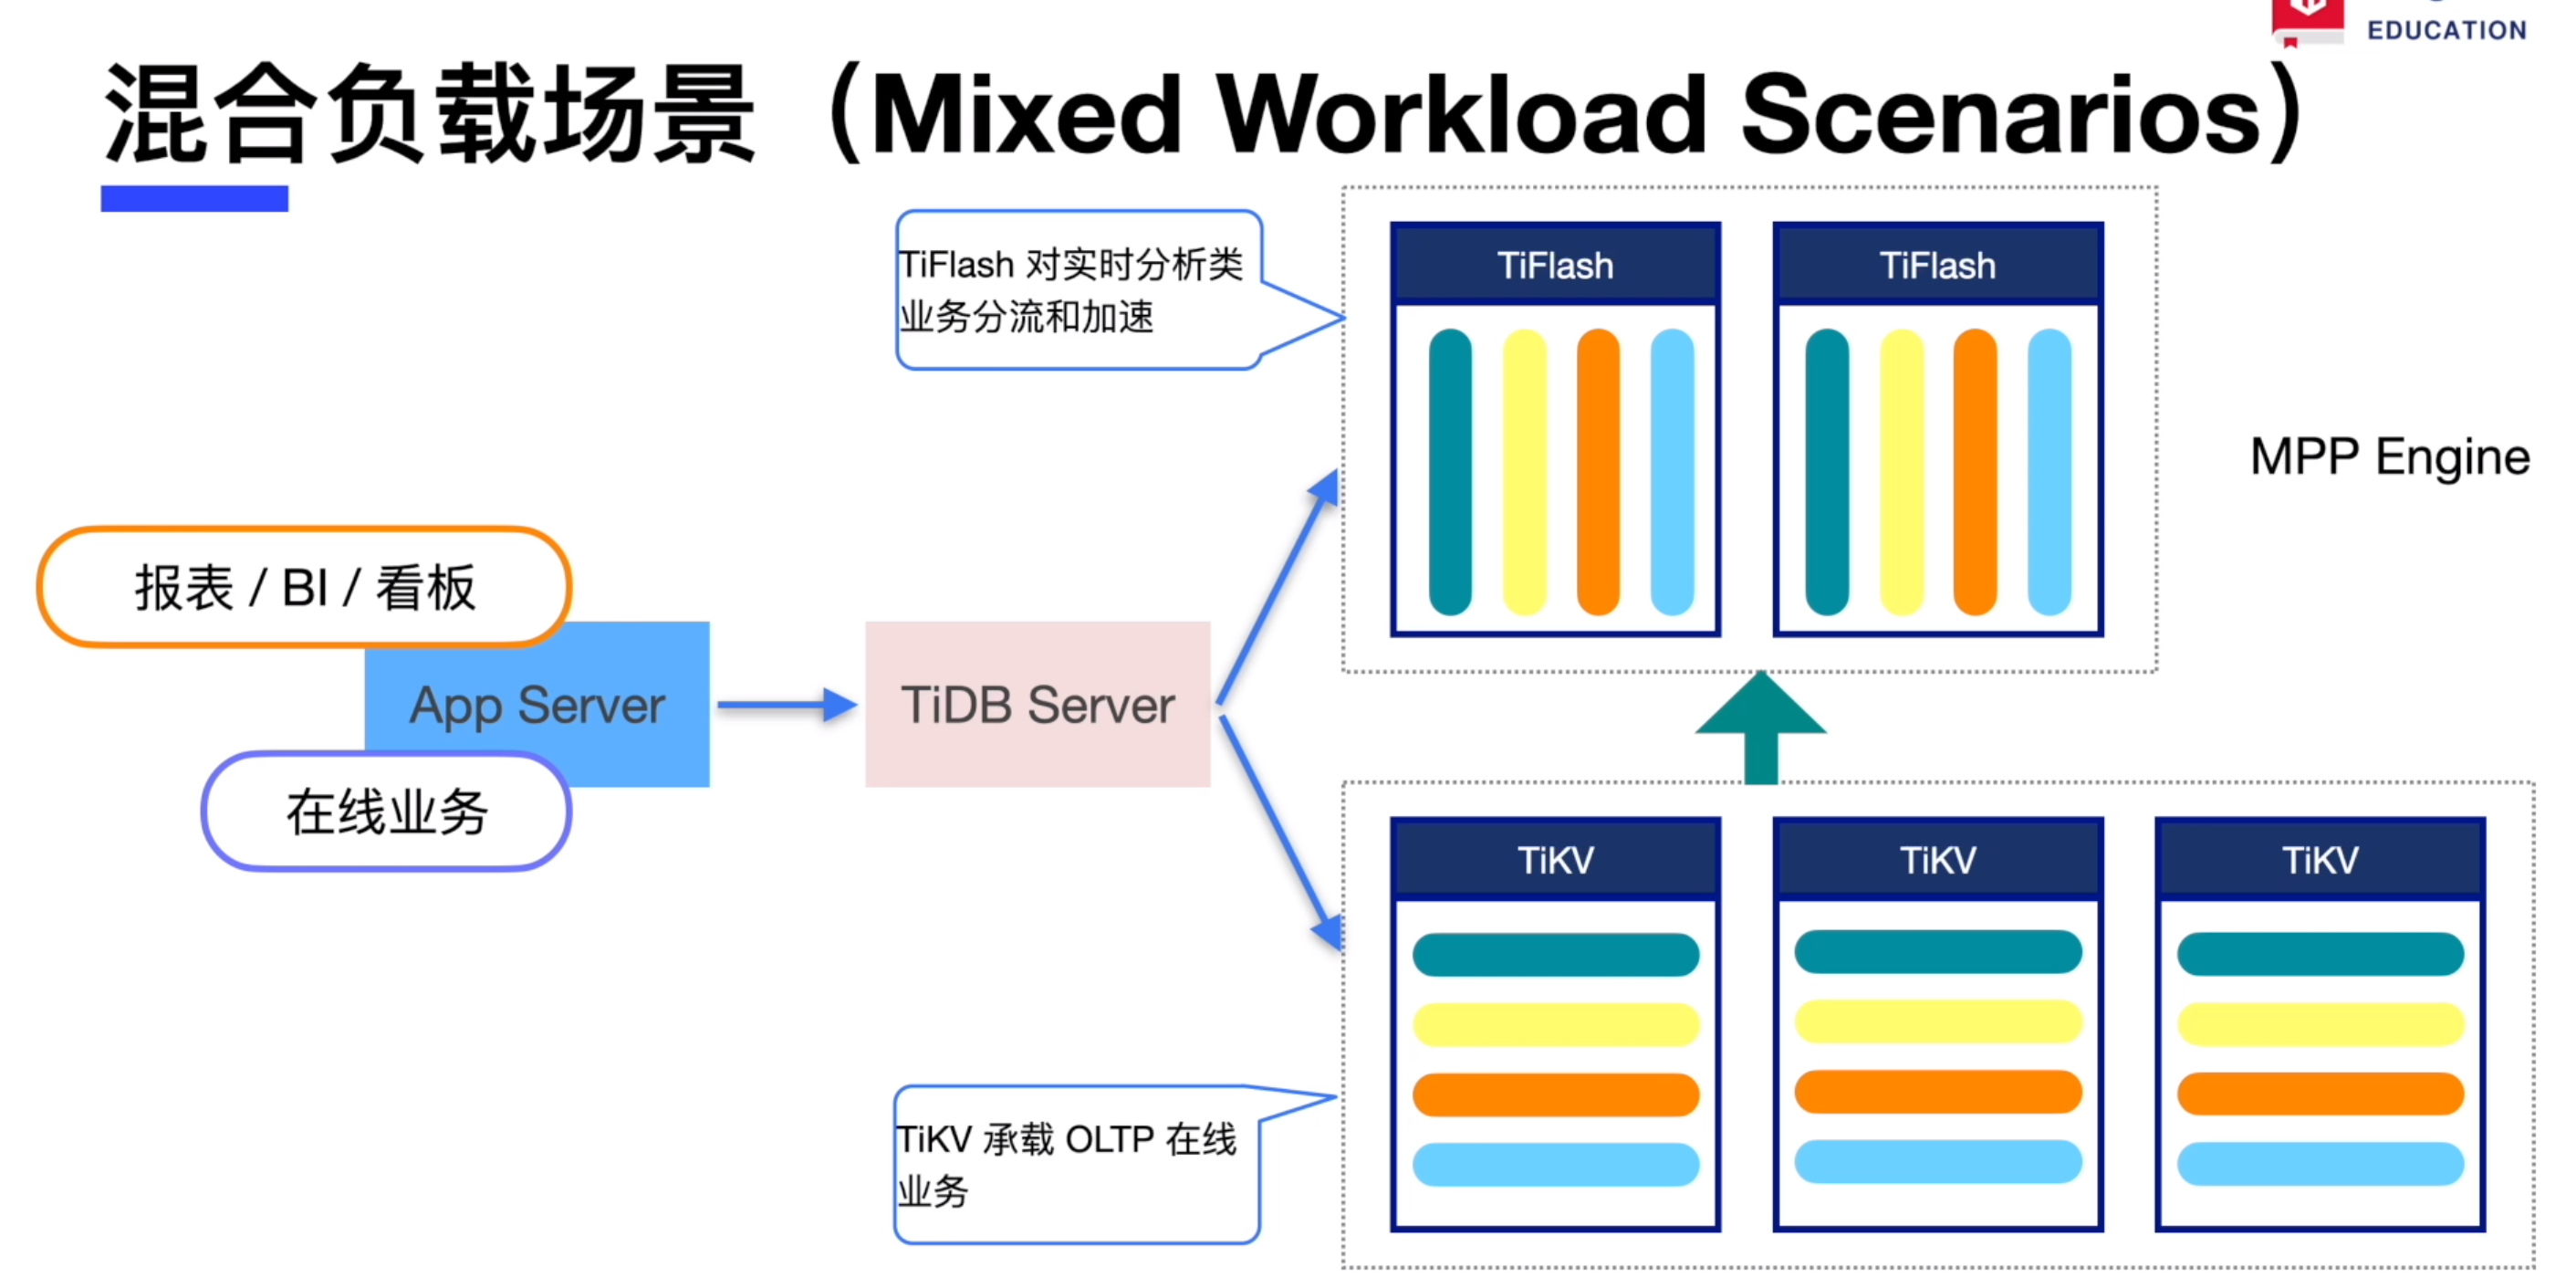 EDUCATION
混合负载场景（Mixed Workload Scenarios）
TiFlash 对实时分析类
业务分流和加速
TiFlash
TiFlash
MPP Engine
报表 / BI / 看板
App Server
在线业务
TiDB Server
TiKV
TiKV
TiKV
TiKV 承载 OLTP 在线
业务